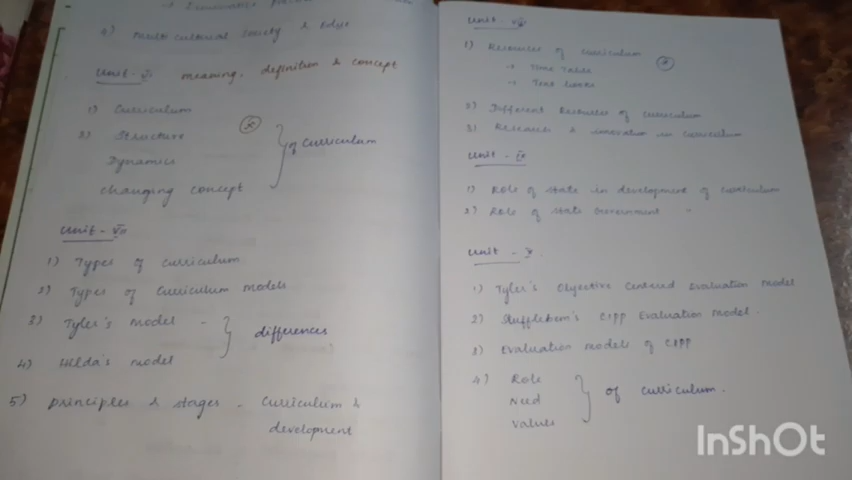 4) Multi cultural society & Edut
Unit - VI meaning, definition & concept
1) Curriculum
2) Structure
Dynamics
changing concept
} of curriculum
Unit - VII
1) Types of curriculum
2) Types of curriculum models
3) Tyler's model -
4) Hilda's model
} differences
5) principles & stages - curriculum &
development
Unit - VIII
1) Resources of curriculum
→ Time table
→ Text books
2) Different Resources of curriculum
3) Research & innovation in curriculum
Unit - IX
1) Role of state in development of curriculum
2) Role of state Government "
Unit - X.
1) Tyler's Objective Centred Evaluation model
2) Stufflebem's CIPP Evaluation model.
3) Evaluation models of CIPP
4) Role
Need
values
} of curriculum.
InShOt